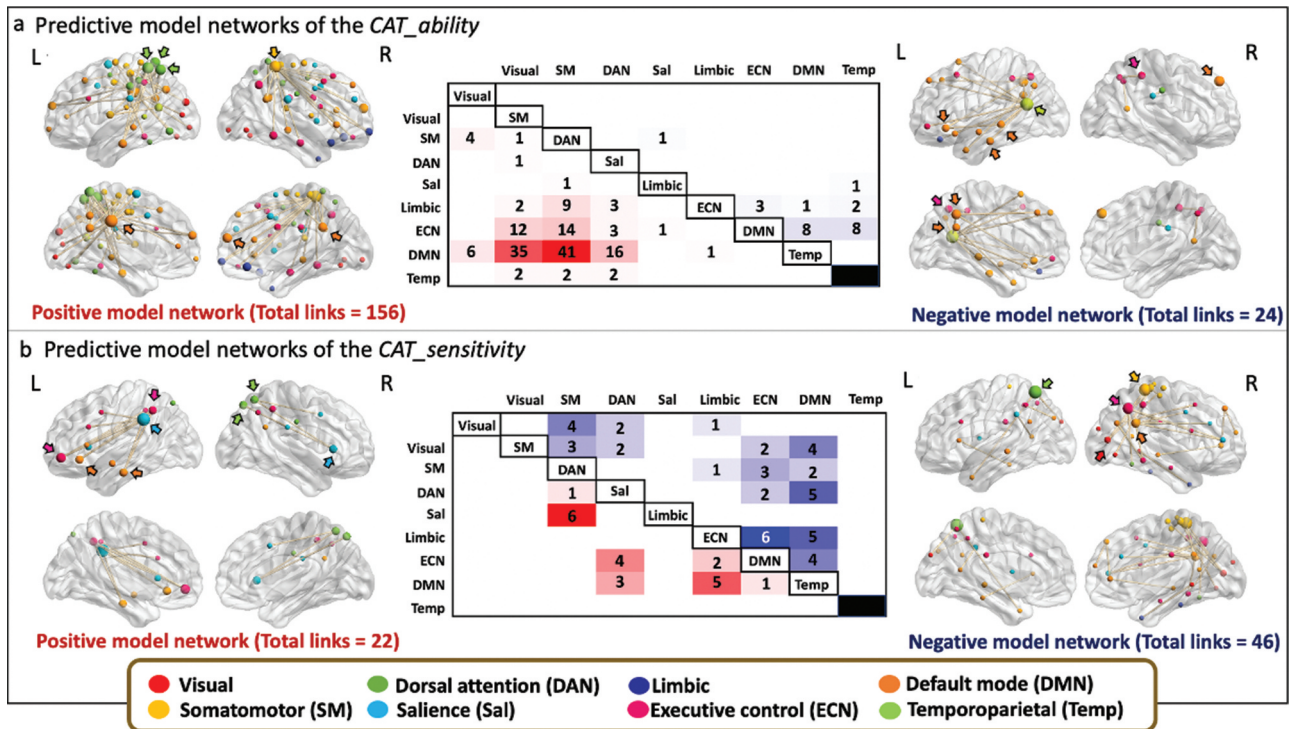 a Predictive model networks of the CAT_ability
L R
Visual SM DAN Sal Limbic ECN DMN Temp
Visual
Visual SM
SM 4 1 DAN 1
DAN 1 Sal
Sal 1 Limbic 1
Limbic 2 9 3 ECN 3 1 2
ECN 12 14 3 1 DMN 8 8
DMN 6 35 41 16 1 Temp
Temp 2 2 2
Positive model network (Total links = 156)
Negative model network (Total links = 24)
b Predictive model networks of the CAT_sensitivity
L R
Visual SM DAN Sal Limbic ECN DMN Temp
L R
Visual 4 2 1
Visual SM 3 2 2 4
SM DAN 1 3 2
DAN 1 Sal 2 5
Sal 6 Limbic
Limbic ECN 6 5
ECN 4 2 DMN 4
DMN 3 5 1 Temp
Temp
Positive model network (Total links = 22)
Negative model network (Total links = 46)
Visual Dorsal attention (DAN) Limbic Default mode (DMN)
Somatomotor (SM) Salience (Sal) Executive control (ECN) Temporoparietal (Temp)